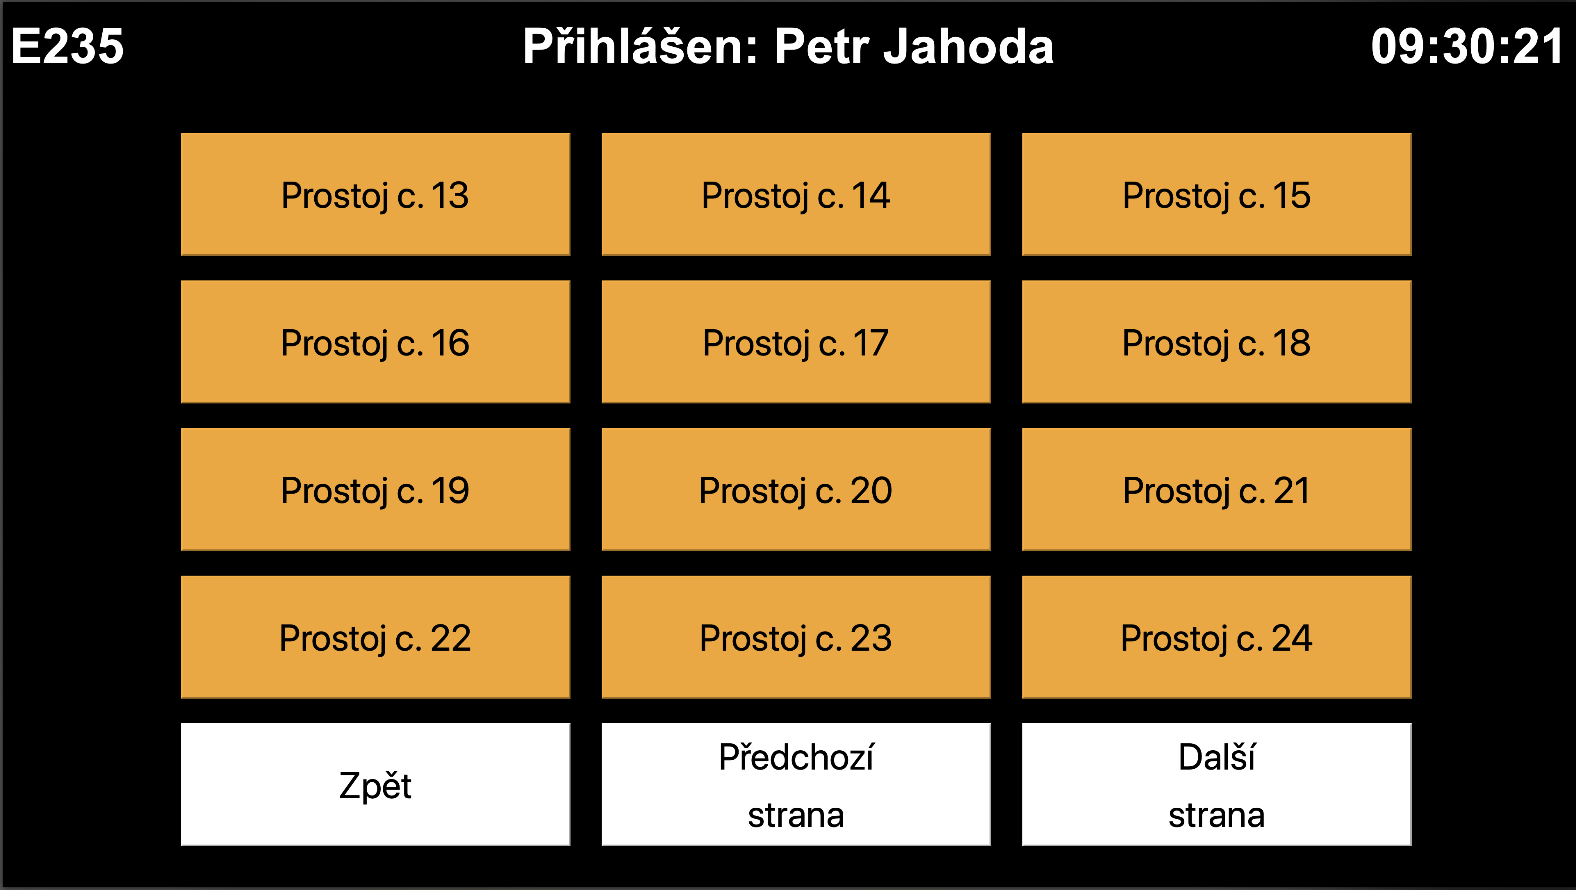 E235
Přihlášen: Petr Jahoda
09:30:21
Prostoj c. 13
Prostoj c. 14
Prostoj c. 15
Prostoj c. 16
Prostoj c. 17
Prostoj c. 18
Prostoj c. 19
Prostoj c. 20
Prostoj c. 21
Prostoj c. 22
Prostoj c. 23
Prostoj c. 24
Zpět
Předchozí
strana
Další
strana